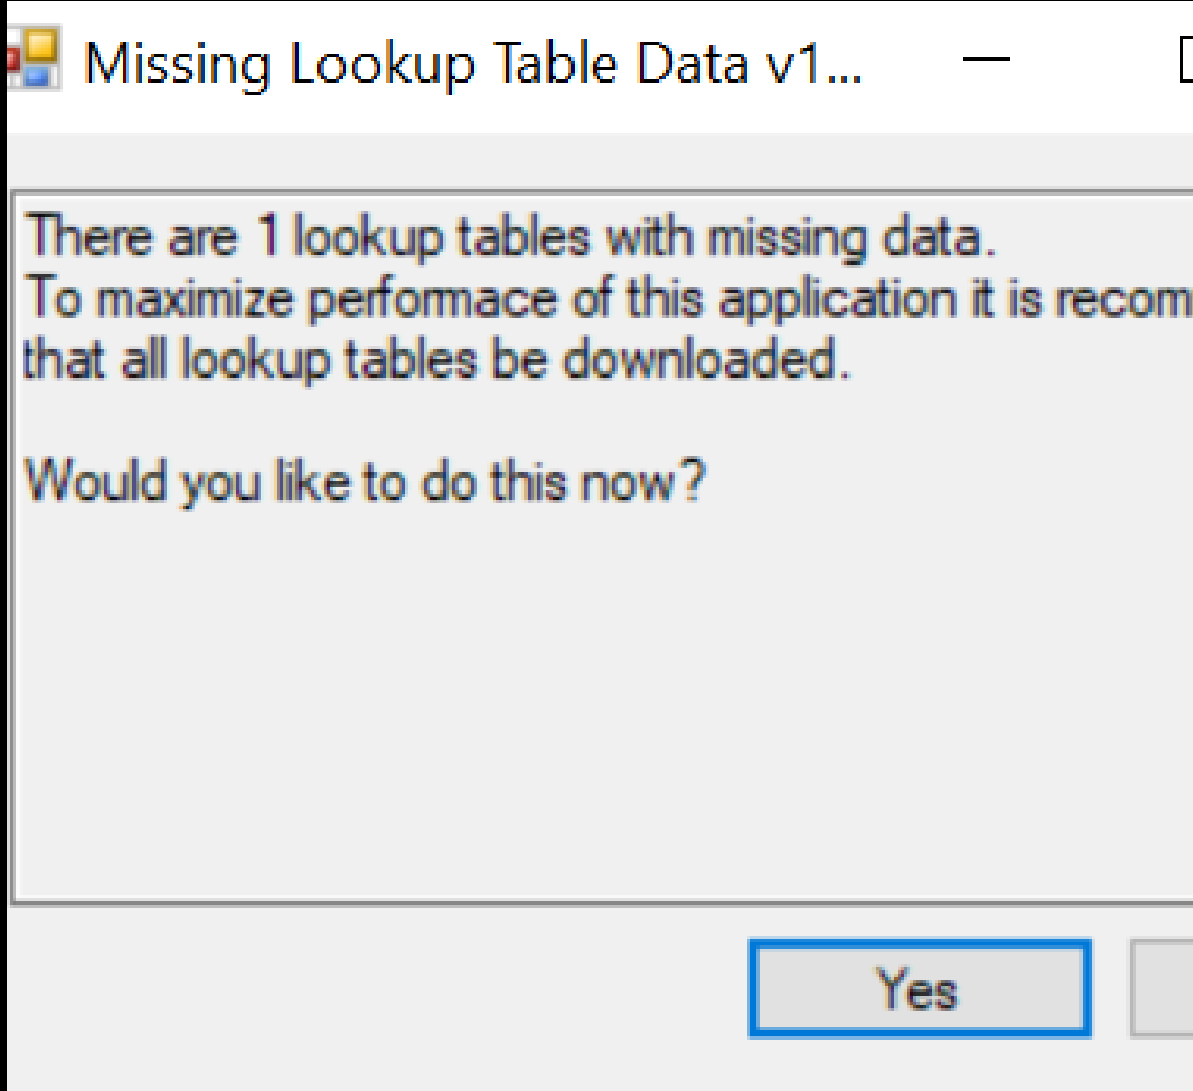 Missing Lookup Table Data v1...
There are 1 lookup tables with missing data.
To maximize performace of this application it is recom
that all lookup tables be downloaded.
Would you like to do this now?
Yes